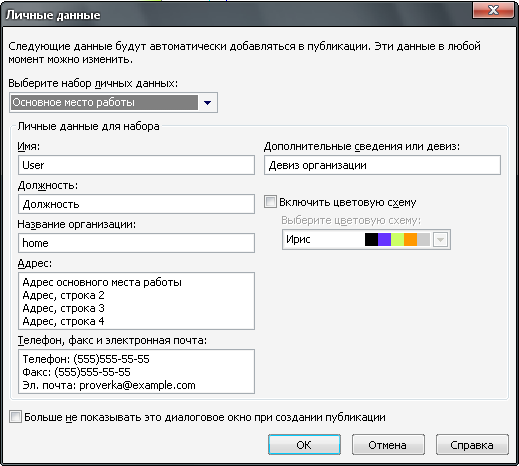 Личные данные
Следующие данные будут автоматически добавляться в публикации. Эти данные в любой
момент можно изменить.
Выберите набор личных данных:
Основное место работы
Личные данные для набора
Имя:
User
Должность:
Должность
Название организации:
home
Адрес:
Адрес основного места работы
Адрес, строка 2
Адрес, строка 3
Адрес, строка 4
Телефон, факс и электронная почта:
Телефон: (555)555-55-55
Факс: (555)555-55-55
Эл. почта: proverka@example.com
Дополнительные сведения или девиз:
Девиз организации
Включить цветовую схему
Выберите цветовую схему:
Ирис
Больше не показывать это диалоговое окно при создании публикации
ОК
Отмена
Справка